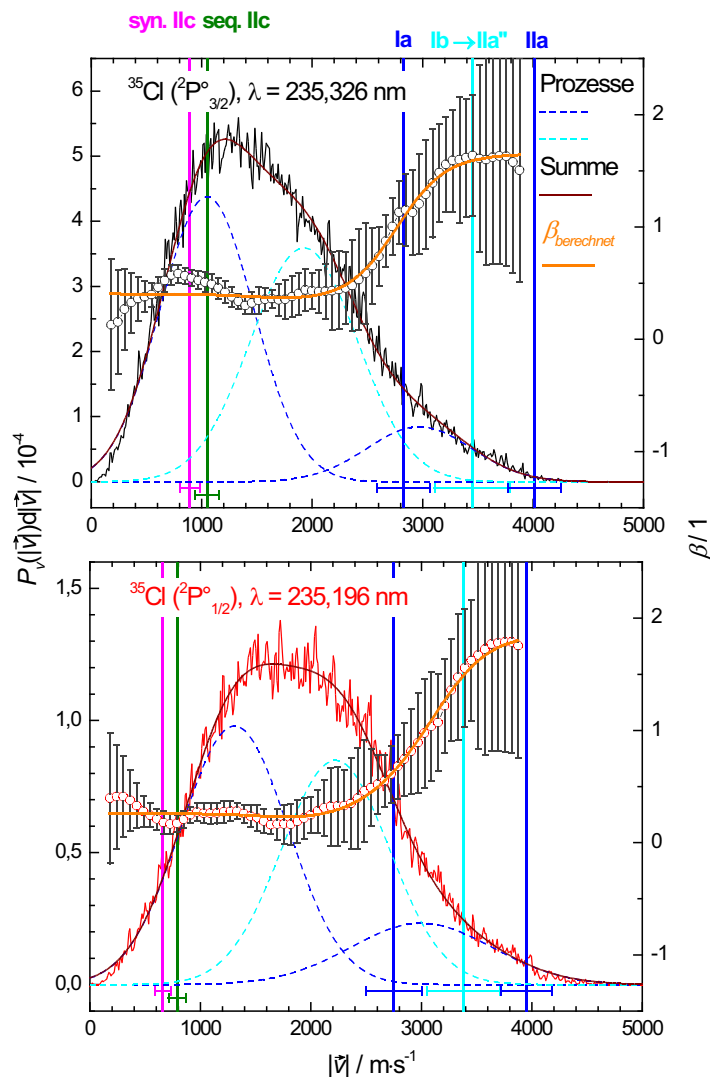 syn. IIc seq. IIc Ia Ib → IIa'' IIa
³⁵Cl (²P°₃/₂), λ = 235,326 nm
Prozesse
Summe
β berechnet
6
5
4
3
2
1
0
2
1
0
-1
0 1000 2000 3000 4000 5000
P_v(|v⃗|)d|v⃗| / 10⁻⁴
β / 1
³⁵Cl (²P°₁/₂), λ = 235,196 nm
1,5
1,0
0,5
0,0
2
1
0
-1
0 1000 2000 3000 4000 5000
|v⃗| / m·s⁻¹